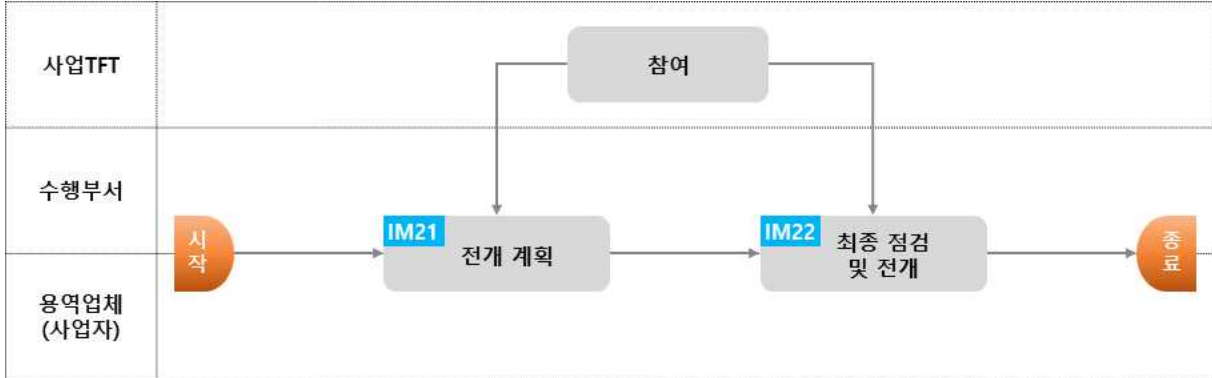 사업TFT
참여
수행부서
시
작
IM21
전개 계획
IM22
최종 점검
및 전개
종
료
용역업체
(사업자)